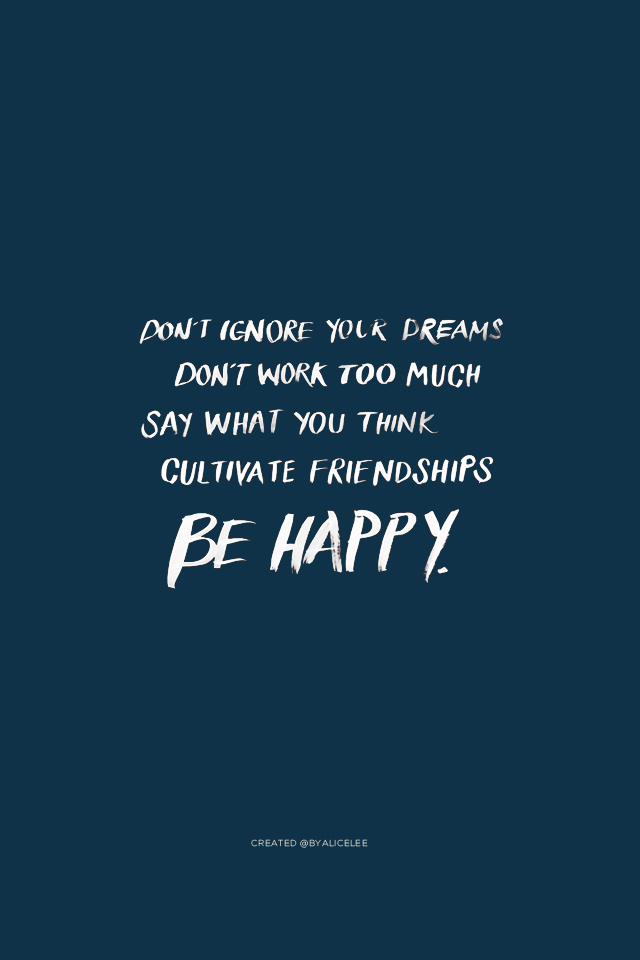 DON'T IGNORE YOUR DREAMS
DON'T WORK TOO MUCH
SAY WHAT YOU THINK
CULTIVATE FRIENDSHIPS
BE HAPPY.
CREATED @BYALICELEE